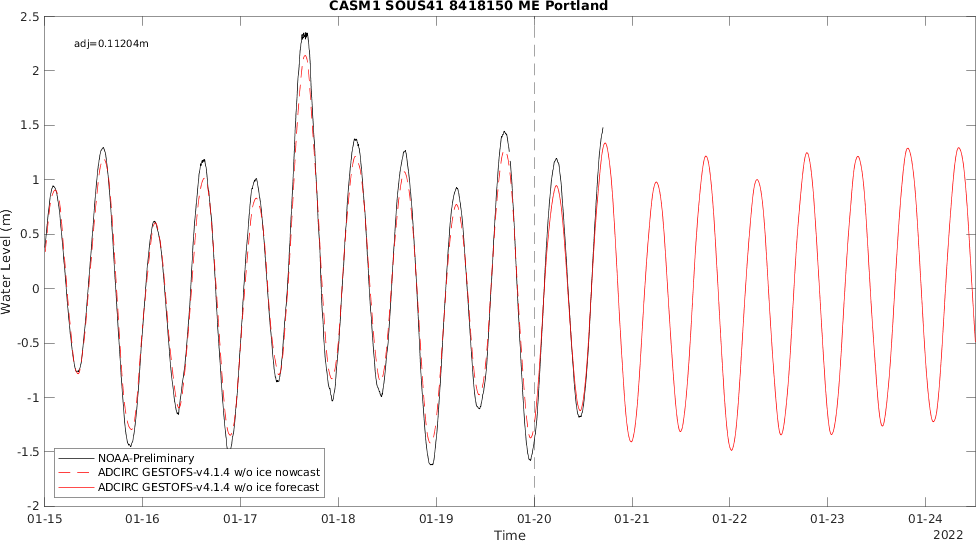 CASM1 SOUS41 8418150 ME Portland
adj=0.11204m
Water Level (m)
2.5
2
1.5
1
0.5
0
-0.5
-1
-1.5
-2
NOAA-Preliminary
ADCIRC GESTOFS-v4.1.4 w/o ice nowcast
ADCIRC GESTOFS-v4.1.4 w/o ice forecast
01-15 01-16 01-17 01-18 01-19 01-20 01-21 01-22 01-23 01-24
Time
2022